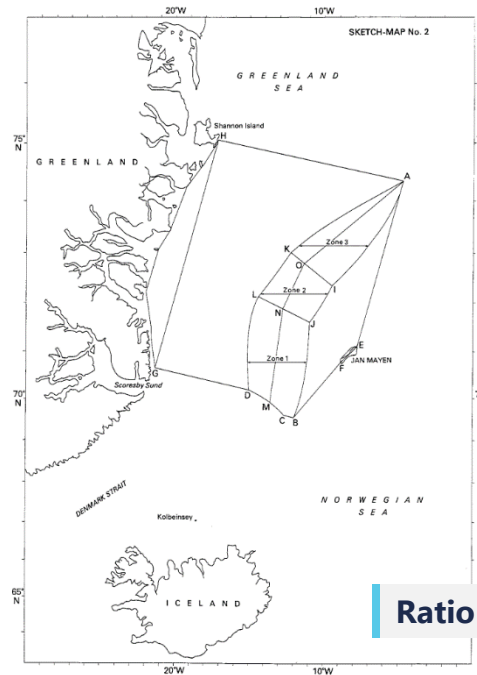 20°W 10°W
SKETCH-MAP No. 2
GREENLAND
SEA
Shannon Island
H
75°
N
GREENLAND
A
K
Zone 3
O
I
L
Zone 2
N
J
E
JAN MAYEN
F
Zone 1
G
Scoresby Sund
70°
N
D
M
C
B
DENMARK STRAIT
NORWEGIAN
SEA
Kolbeinsey
65°
N
ICELAND
Ratio
20°W 10°W